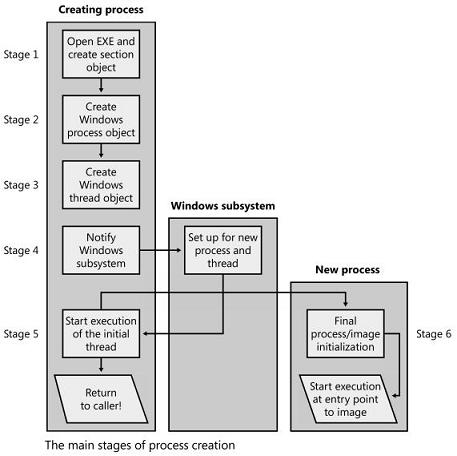 Creating process
Stage 1
Open EXE and
create section
object
Stage 2
Create
Windows
process object
Stage 3
Create
Windows
thread object
Windows subsystem
Stage 4
Notify
Windows
subsystem
Set up for new
process and
thread
New process
Stage 5
Start execution
of the initial
thread
Final
process/image
initialization
Stage 6
Return
to caller!
Start execution
at entry point
to image
The main stages of process creation